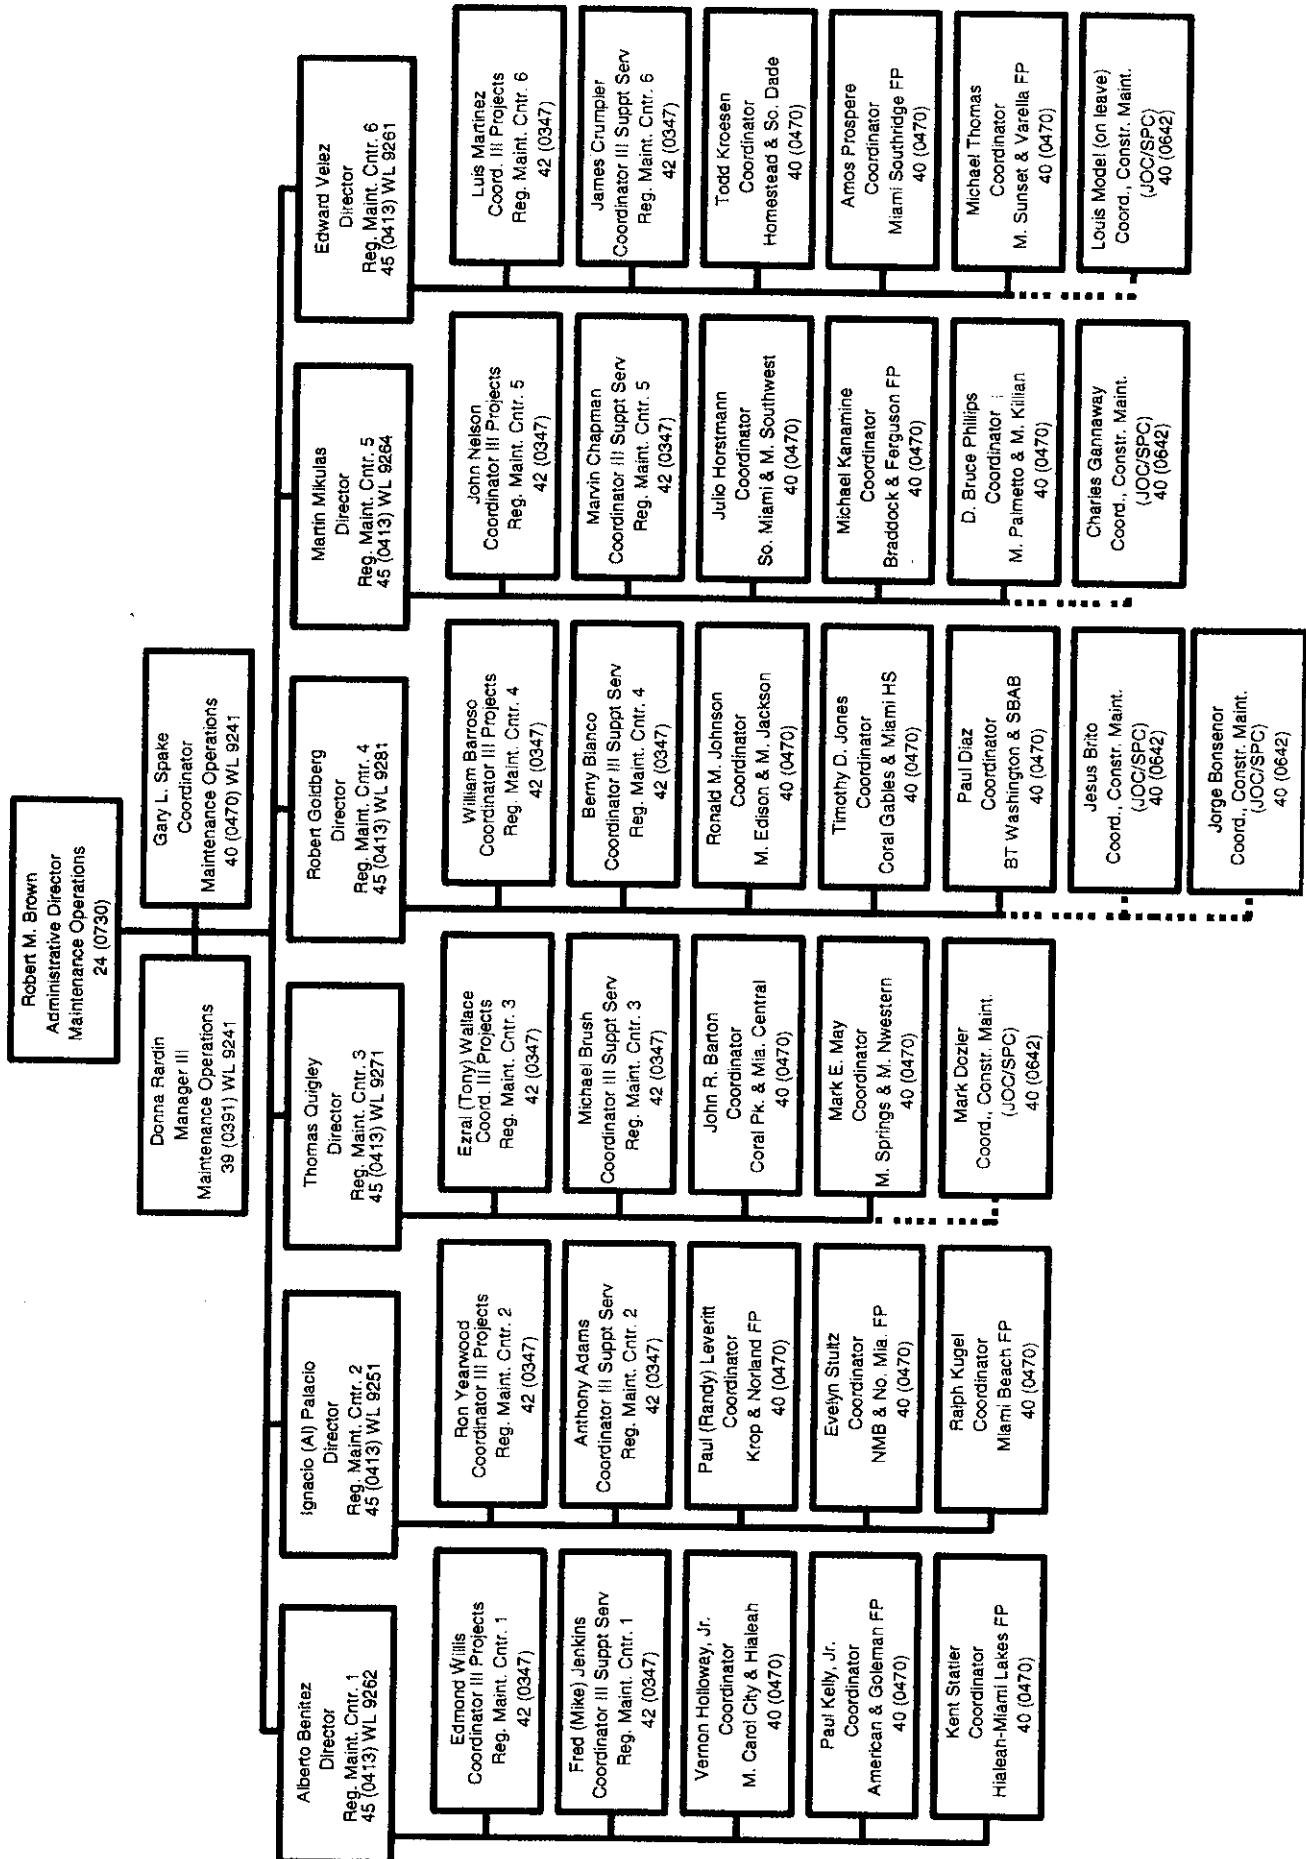 Robert M. Brown
Administrative Director
Maintenance Operations
24 (0730)
Donna Rardin
Manager III
Maintenance Operations
39 (0391) WL 9241
Gary L. Spake
Coordinator
Maintenance Operations
40 (0470) WL 9241
Alberto Benitez
Director
Reg. Maint. Cntr. 1
45 (0413) WL 9262
Edmond Willis
Coordinator III Projects
Reg. Maint. Cntr. 1
42 (0347)
Fred (Mike) Jenkins
Coordinator III Suppt Serv
Reg. Maint. Cntr. 1
42 (0347)
Vernon Holloway, Jr.
Coordinator
M. Carol City & Hialeah
40 (0470)
Paul Kelly, Jr.
Coordinator
American & Goleman FP
40 (0470)
Kent Statler
Coordinator
Hialeah-Miami Lakes FP
40 (0470)
Ignacio (Al) Palacio
Director
Reg. Maint. Cntr. 2
45 (0413) WL 9251
Ron Yearwood
Coordinator III Projects
Reg. Maint. Cntr. 2
42 (0347)
Anthony Adams
Coordinator III Suppt Serv
Reg. Maint. Cntr. 2
42 (0347)
Paul (Randy) Leveritt
Coordinator
Krop & Norland FP
40 (0470)
Evelyn Stultz
Coordinator
NMB & No. Mia. FP
40 (0470)
Ralph Kugel
Coordinator
Miami Beach FP
40 (0470)
Thomas Quigley
Director
Reg. Maint. Cntr. 3
45 (0413) WL 9271
Ezral (Tony) Wallace
Coord. III Projects
Reg. Maint. Cntr. 3
42 (0347)
Michael Brush
Coordinator III Suppt Serv
Reg. Maint. Cntr. 3
42 (0347)
John R. Barton
Coordinator
Coral Pk. & Mia. Central
40 (0470)
Mark E. May
Coordinator
M. Springs & M. Nwestern
40 (0470)
Mark Dozier
Coord., Constr. Maint.
(JOC/SPC)
40 (0642)
Robert Goldberg
Director
Reg. Maint. Cntr. 4
45 (0413) WL 9281
William Barroso
Coordinator III Projects
Reg. Maint. Cntr. 4
42 (0347)
Berny Blanco
Coordinator III Suppt Serv
Reg. Maint. Cntr. 4
42 (0347)
Ronald M. Johnson
Coordinator
M. Edison & M. Jackson
40 (0470)
Timothy D. Jones
Coordinator
Coral Gables & Miami HS
40 (0470)
Paul Diaz
Coordinator
BT Washington & SBAB
40 (0470)
Jesus Brito
Coord., Constr. Maint.
(JOC/SPC)
40 (0642)
Jorge Bonsenor
Coord., Constr. Maint.
(JOC/SPC)
40 (0642)
Martin Mikulas
Director
Reg. Maint. Cntr. 5
45 (0413) WL 9264
John Nelson
Coordinator III Projects
Reg. Maint. Cntr. 5
42 (0347)
Marvin Chapman
Coordinator III Suppt Serv
Reg. Maint. Cntr. 5
42 (0347)
Julio Horstmann
Coordinator
So. Miami & M. Southwest
40 (0470)
Michael Kanamine
Coordinator
Braddock & Ferguson FP
40 (0470)
D. Bruce Phillips
Coordinator
M. Palmetto & M. Killian
40 (0470)
Charles Gannaway
Coord., Constr. Maint.
(JOC/SPC)
40 (0642)
Edward Velez
Director
Reg. Maint. Cntr. 6
45 (0413) WL 9261
Luis Martinez
Coord. III Projects
Reg. Maint. Cntr. 6
42 (0347)
James Crumpler
Coordinator III Suppt Serv
Reg. Maint. Cntr. 6
42 (0347)
Todd Kroesen
Coordinator
Homestead & So. Dade
40 (0470)
Amos Prospere
Coordinator
Miami Southridge FP
40 (0470)
Michael Thomas
Coordinator
M. Sunset & Varella FP
40 (0470)
Louis Model (on leave)
Coord., Constr. Maint.
(JOC/SPC)
40 (0642)